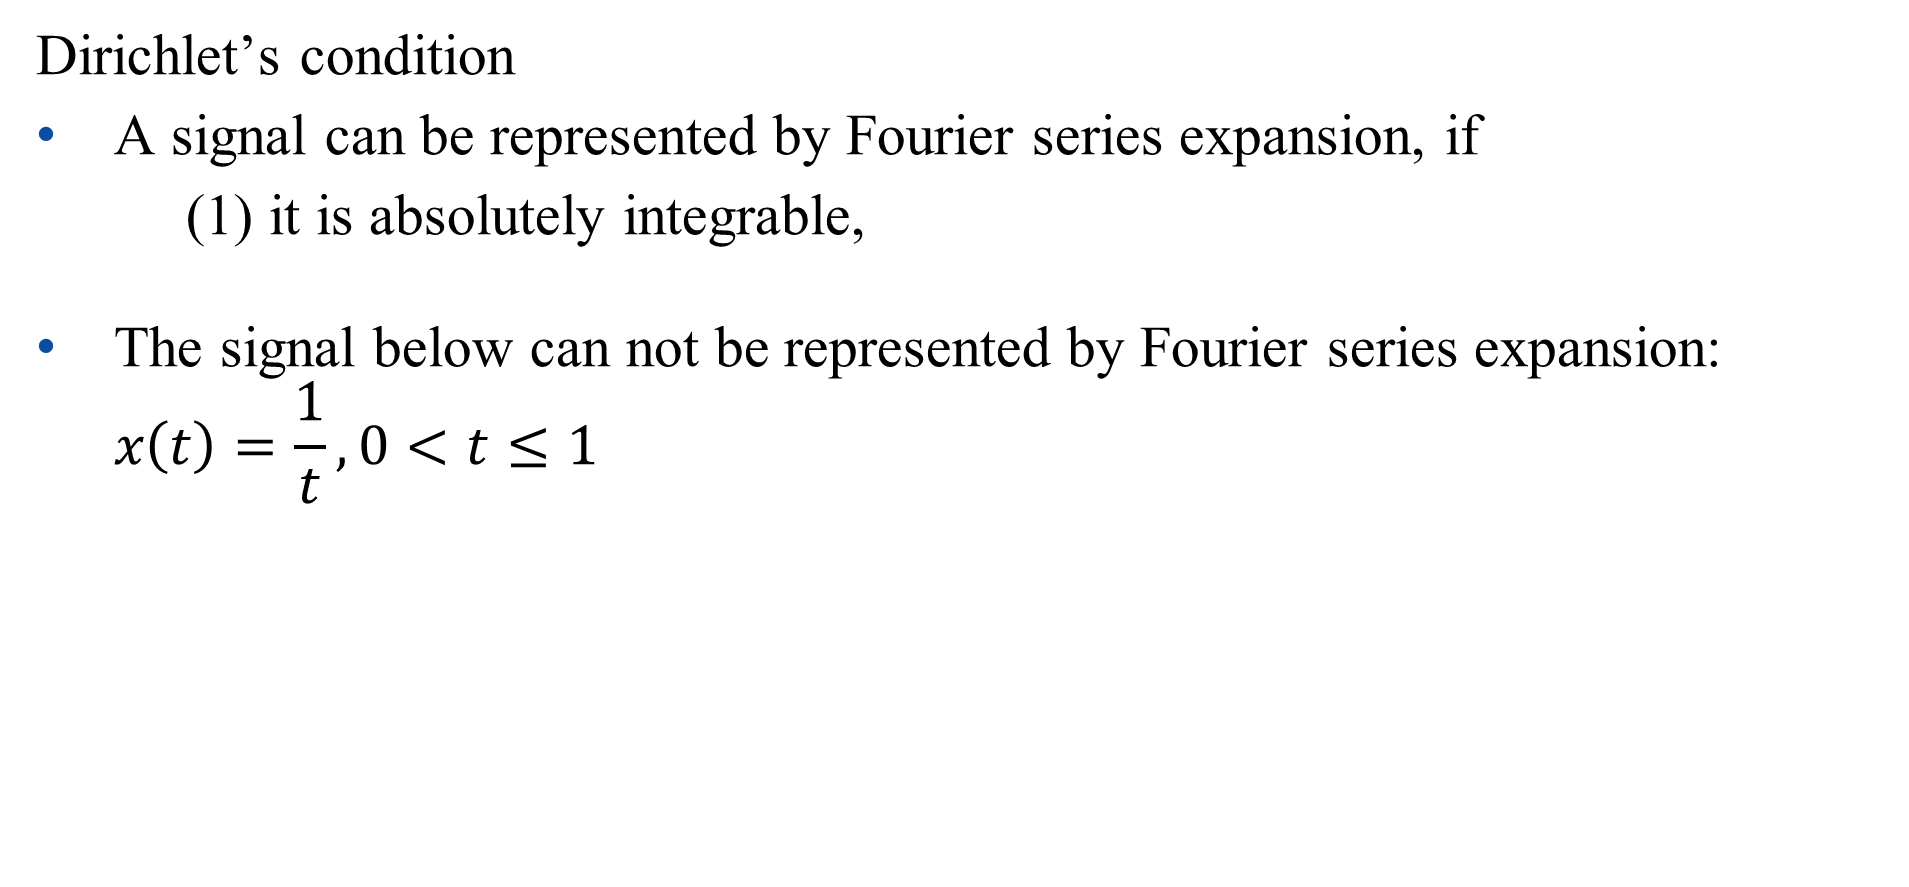 Dirichlet’s condition
• A signal can be represented by Fourier series expansion, if
(1) it is absolutely integrable,
• The signal below can not be represented by Fourier series expansion:
x(t) = 1/t, 0 < t ≤ 1